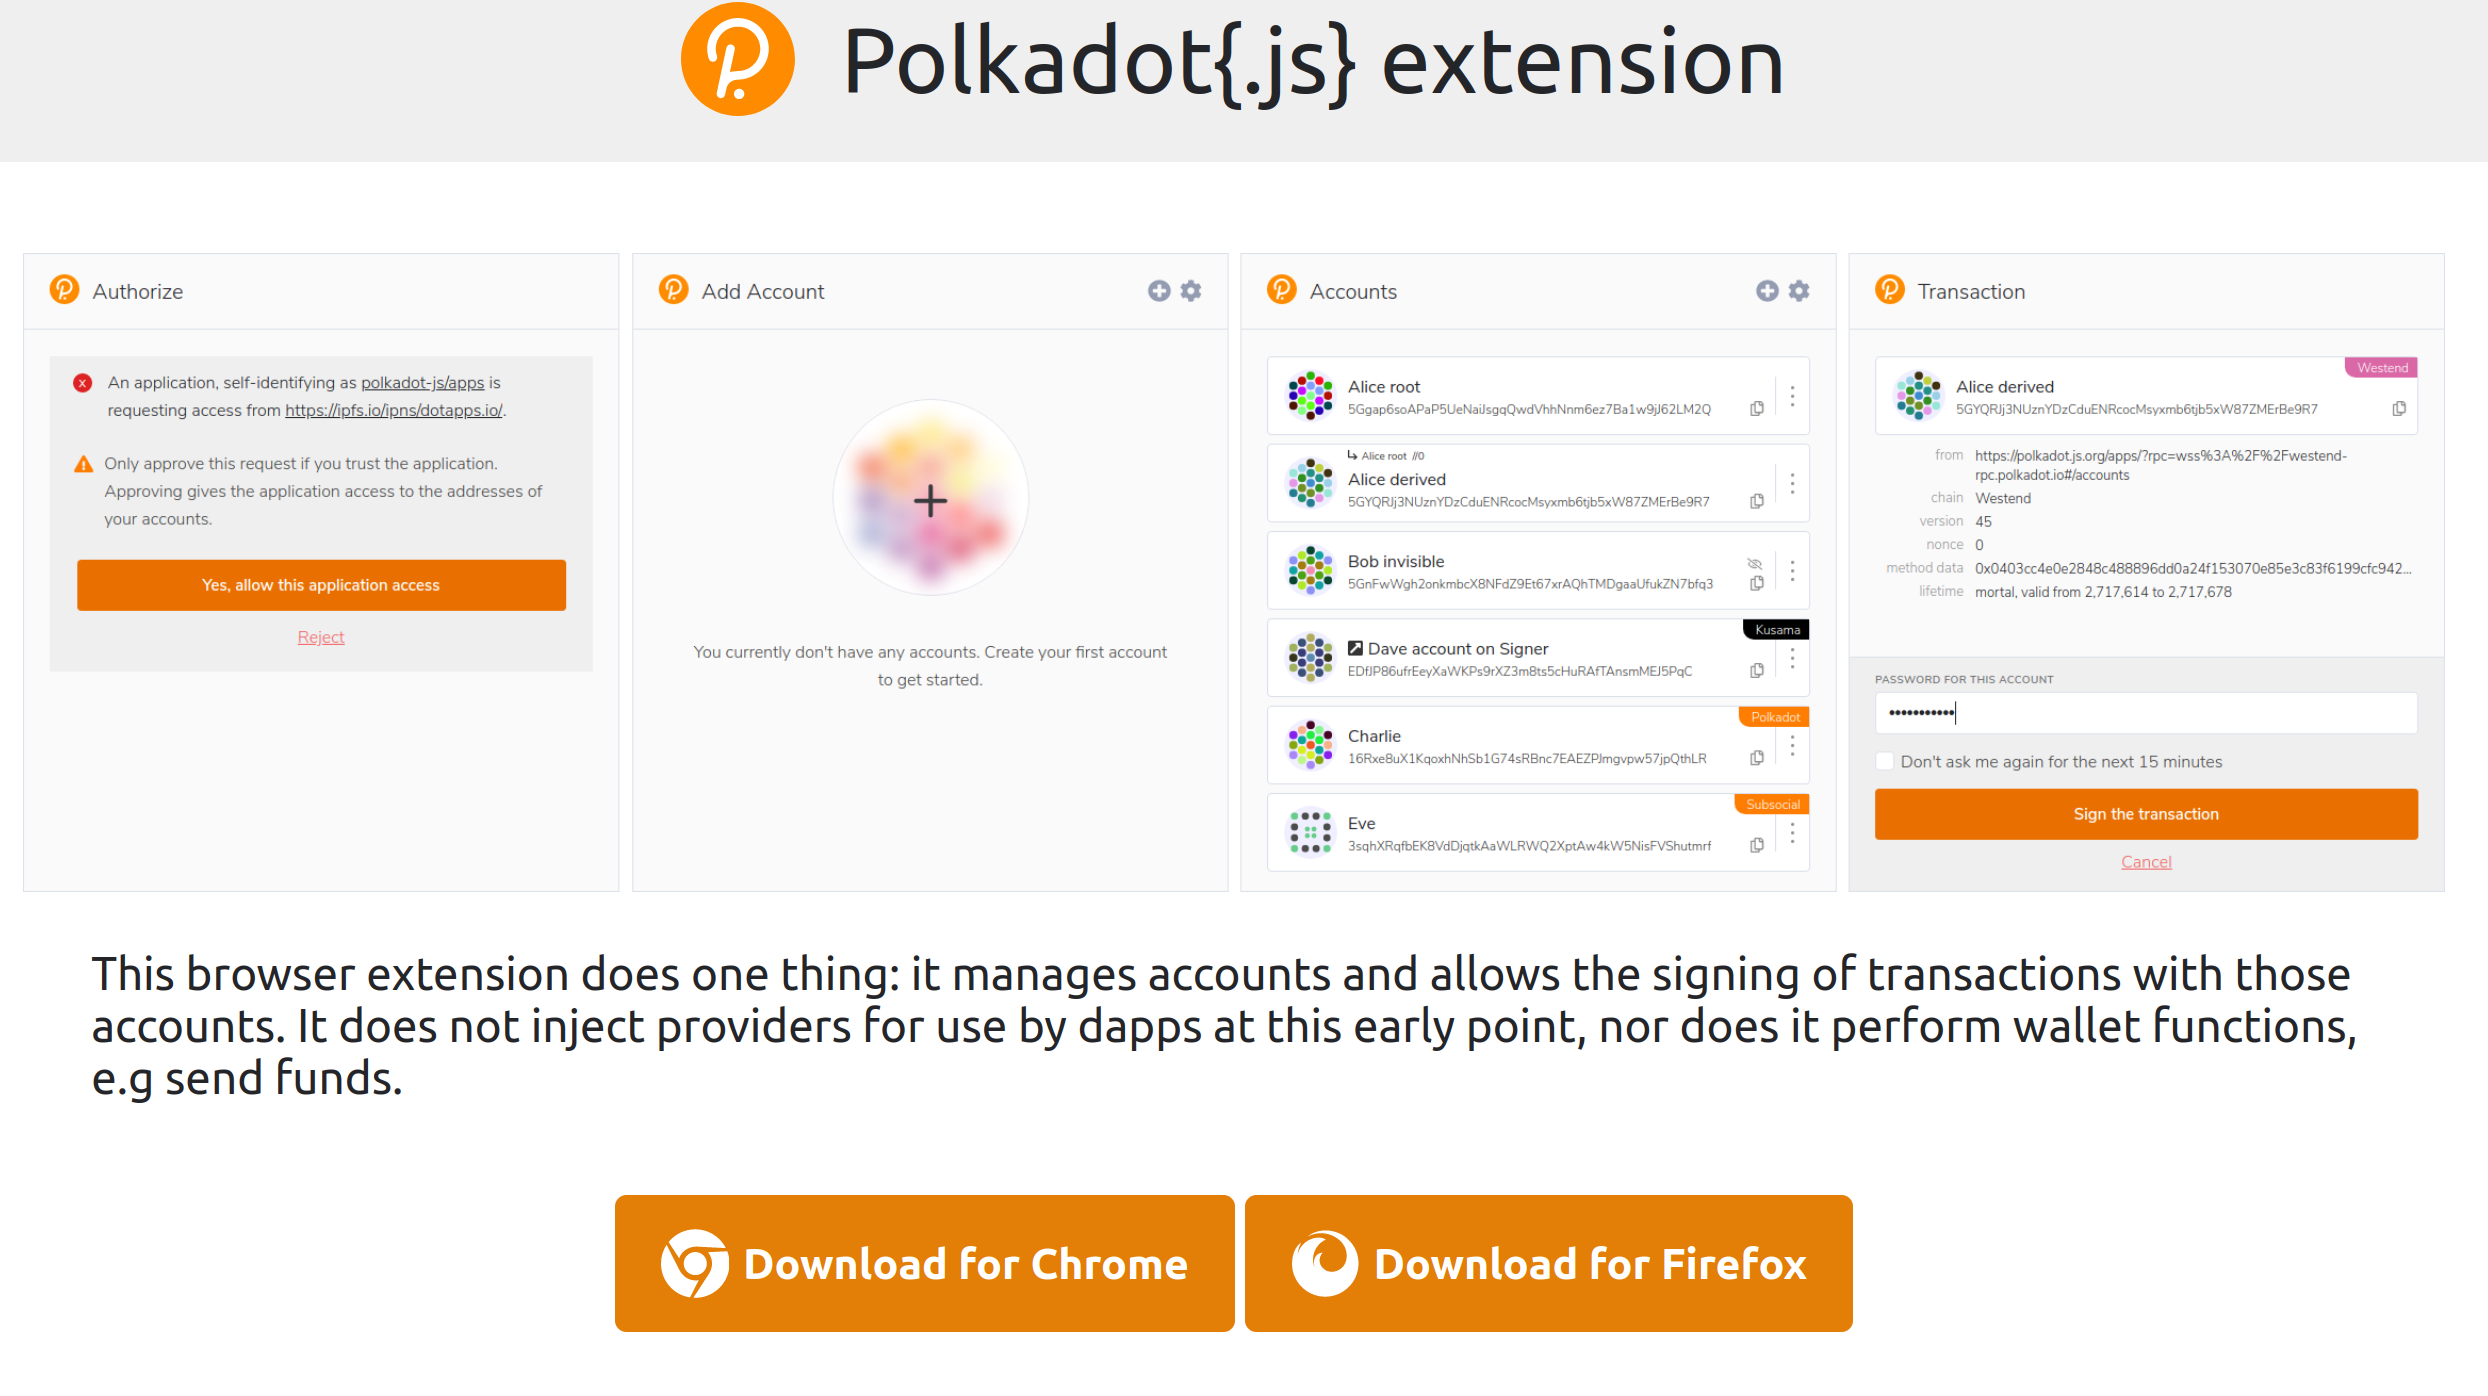 Polkadot{.js} extension
Authorize
An application, self-identifying as polkadot-js/apps is
requesting access from https://ipfs.io/ipns/dotapps.io/.
Only approve this request if you trust the application.
Approving gives the application access to the addresses of
your accounts.
Yes, allow this application access
Reject
Add Account
You currently don't have any accounts. Create your first account
to get started.
Accounts
Alice root
5Ggap6soAPaP5UeNaiJsgqQwdVhhNnm6ez7Ba1w9jJ62LM2Q
Alice root //0
Alice derived
5GYQRJj3NUznYDzCduENRcocMsyxmb6tjb5xW87ZMErBe9R7
Bob invisible
5GnFwWgh2onkmbcX8NFdZ9Et67xrAQhTMDgaaUfukZN7bfq3
Kusama
Dave account on Signer
EDfJP86ufrEeyXaWKPs9rXZ3m8ts5cHuRAfTAnsmMEJ5PqC
Polkadot
Charlie
16Rxe8uX1KqoxhNhSb1G74sRBnc7EAEZPJmgvpw57jpQthLR
Subsocial
Eve
3sqhXRqfbEK8VdDjqtkAaWLRWQ2XptAw4kW5NisFVShutmrf
Transaction
Westend
Alice derived
5GYQRJj3NUznYDzCduENRcocMsyxmb6tjb5xW87ZMErBe9R7
from https://polkadot.js.org/apps/?rpc=wss%3A%2F%2Fwestend-
rpc.polkadot.io#/accounts
chain Westend
version 45
nonce 0
method data 0x0403cc4e0e2848c488896dd0a24f153070e85e3c83f6199cfc942...
lifetime mortal, valid from 2,717,614 to 2,717,678
PASSWORD FOR THIS ACCOUNT
•••••••••••
Don't ask me again for the next 15 minutes
Sign the transaction
Cancel
This browser extension does one thing: it manages accounts and allows the signing of transactions with those
accounts. It does not inject providers for use by dapps at this early point, nor does it perform wallet functions,
e.g send funds.
Download for Chrome
Download for Firefox